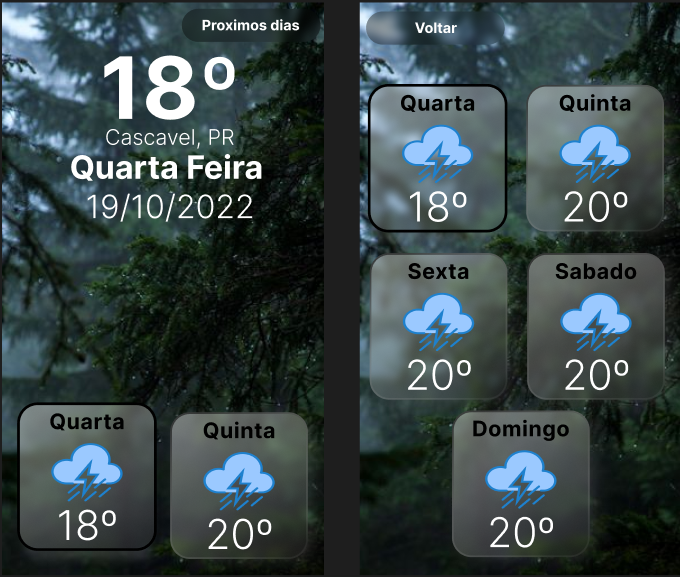 Proximos dias
18º
Cascavel, PR
Quarta Feira
19/10/2022
Quarta
18º
Quinta
20º
Voltar
Quarta
18º
Quinta
20º
Sexta
20º
Sabado
20º
Domingo
20º